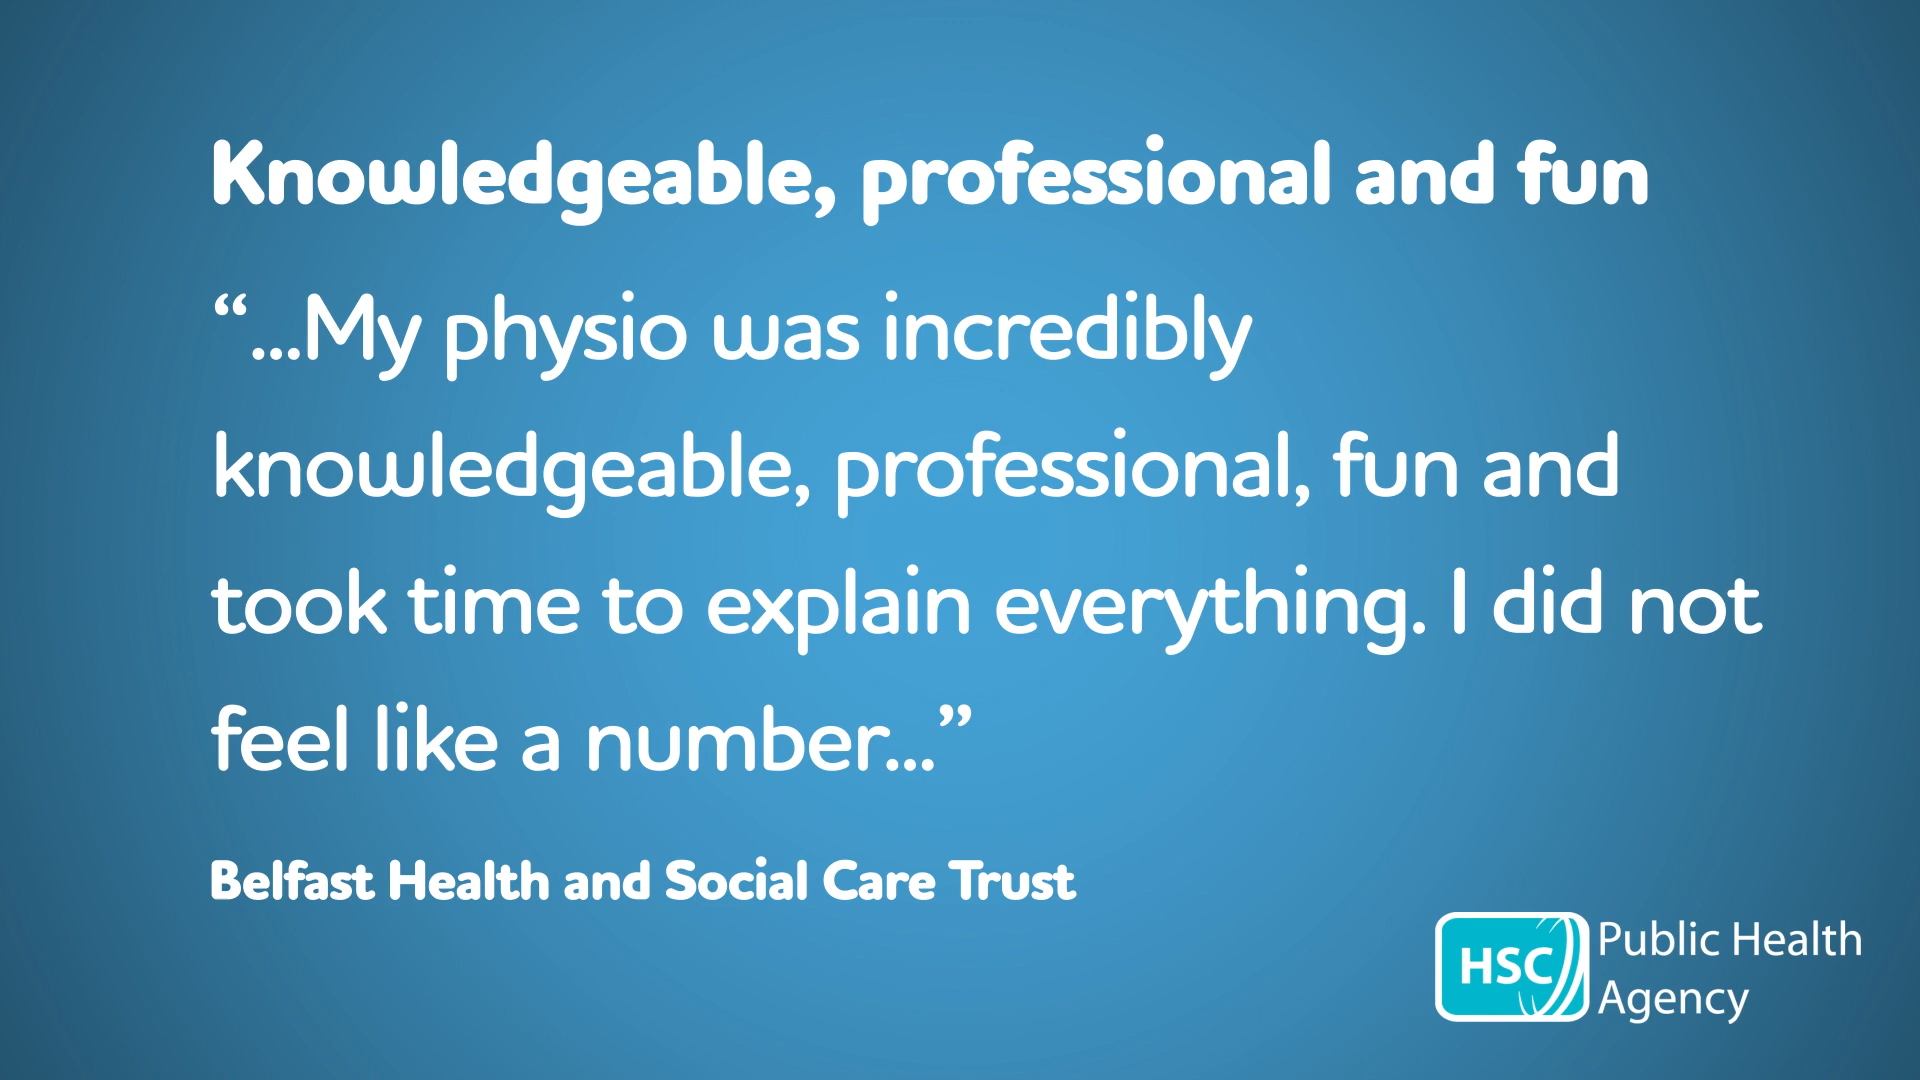 Knowledgeable, professional and fun
“...My physio was incredibly
knowledgeable, professional, fun and
took time to explain everything. I did not
feel like a number...”
Belfast Health and Social Care Trust
HSC Public Health
Agency